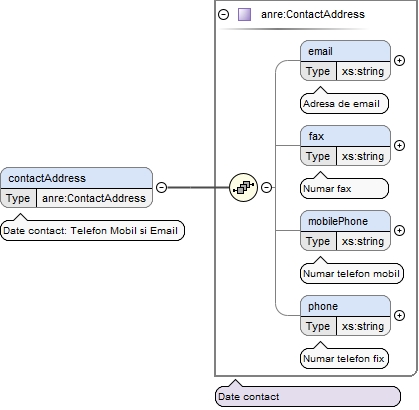 anre:ContactAddress
email
Type xs:string
Adresa de email
fax
Type xs:string
Numar fax
contactAddress
Type anre:ContactAddress
Date contact: Telefon Mobil si Email
mobilePhone
Type xs:string
Numar telefon mobil
phone
Type xs:string
Numar telefon fix
Date contact